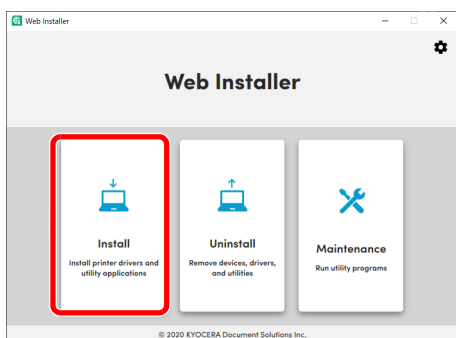 Web Installer
Web Installer
Install
Install printer drivers and
utility applications
Uninstall
Remove devices, drivers,
and utilities
Maintenance
Run utility programs
© 2020 KYOCERA Document Solutions Inc.